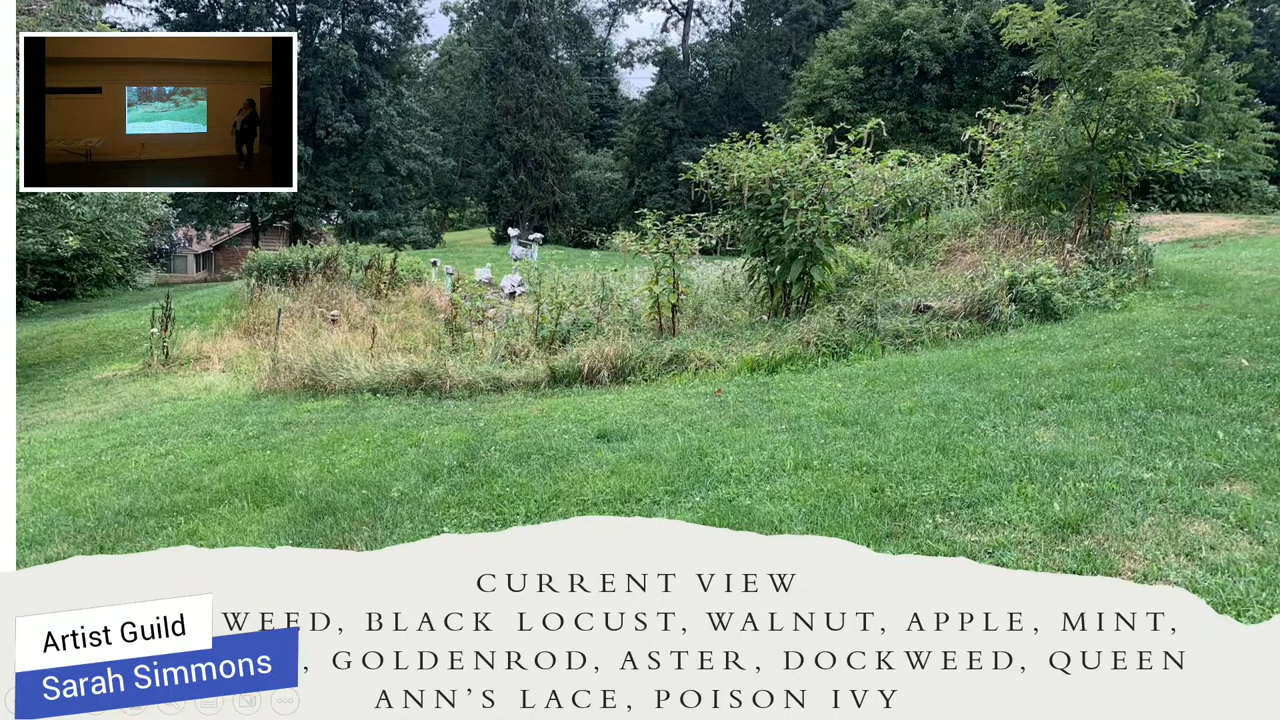 CURRENT VIEW
WEED, BLACK LOCUST, WALNUT, APPLE, MINT,
, GOLDENROD, ASTER, DOCKWEED, QUEEN
ANN'S LACE, POISON IVY
Artist Guild
Sarah Simmons